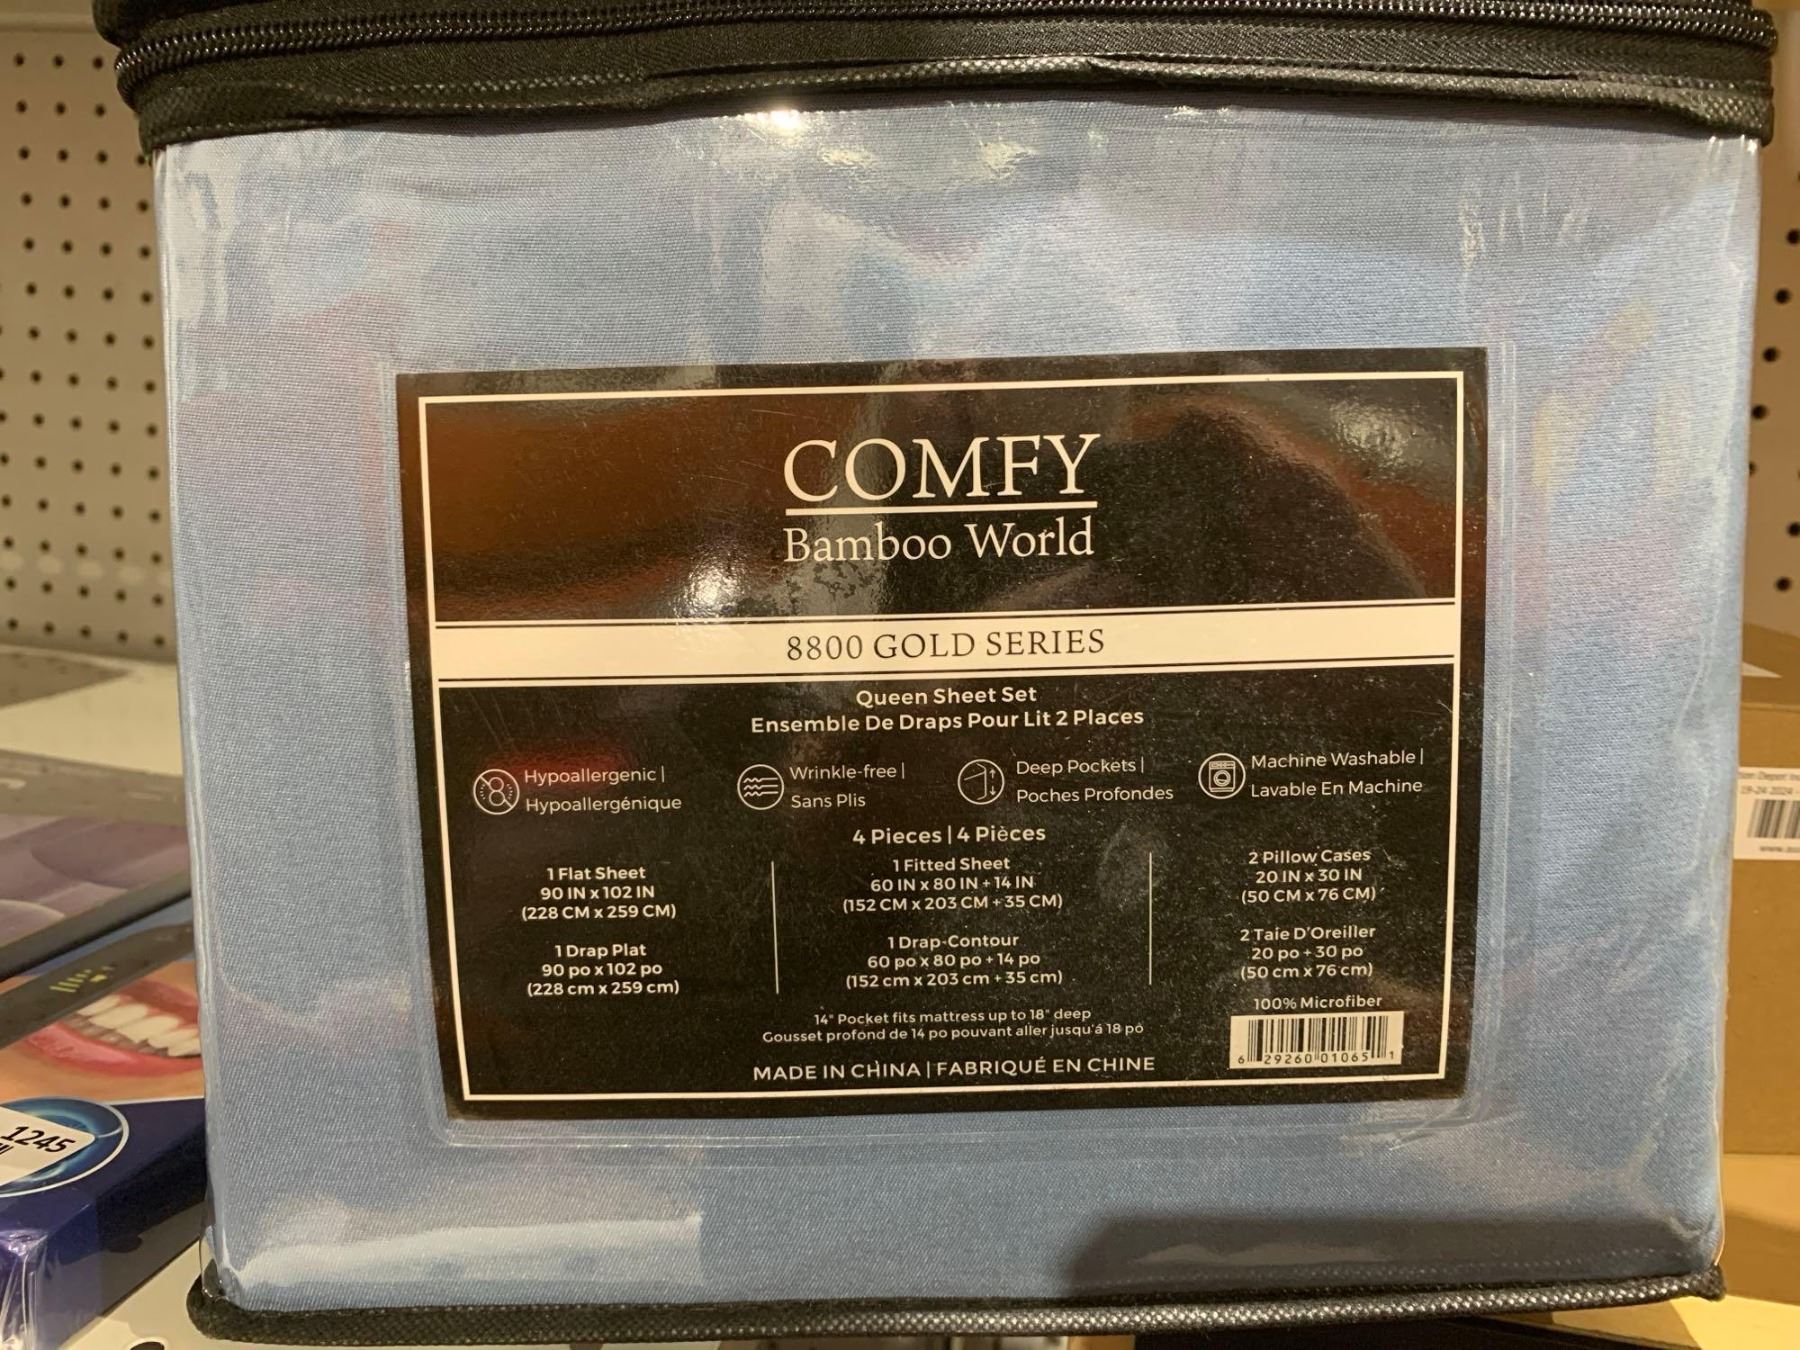 COMFY
Bamboo World
8800 GOLD SERIES
Queen Sheet Set
Ensemble De Draps Pour Lit 2 Places
Hypoallergenic |
Hypoallergénique
Wrinkle-free |
Sans Plis
Deep Pockets |
Poches Profondes
Machine Washable |
Lavable En Machine
4 Pieces | 4 Pièces
1 Flat Sheet
90 IN x 102 IN
(228 CM x 259 CM)
1 Drap Plat
90 po x 102 po
(228 cm x 259 cm)
1 Fitted Sheet
60 IN x 80 IN + 14 IN
(152 CM x 203 CM + 35 CM)
1 Drap-Contour
60 po x 80 po + 14 po
(152 cm x 203 cm + 35 cm)
2 Pillow Cases
20 IN x 30 IN
(50 CM x 76 CM)
2 Taie D'Oreiller
20 po + 30 po
(50 cm x 76 cm)
14" Pocket fits mattress up to 18" deep
Gousset profond de 14 po pouvant aller jusqu'á 18 po
MADE IN CHINA | FABRIQUÉ EN CHINE
100% Microfiber
6 29260 01065 1
1245